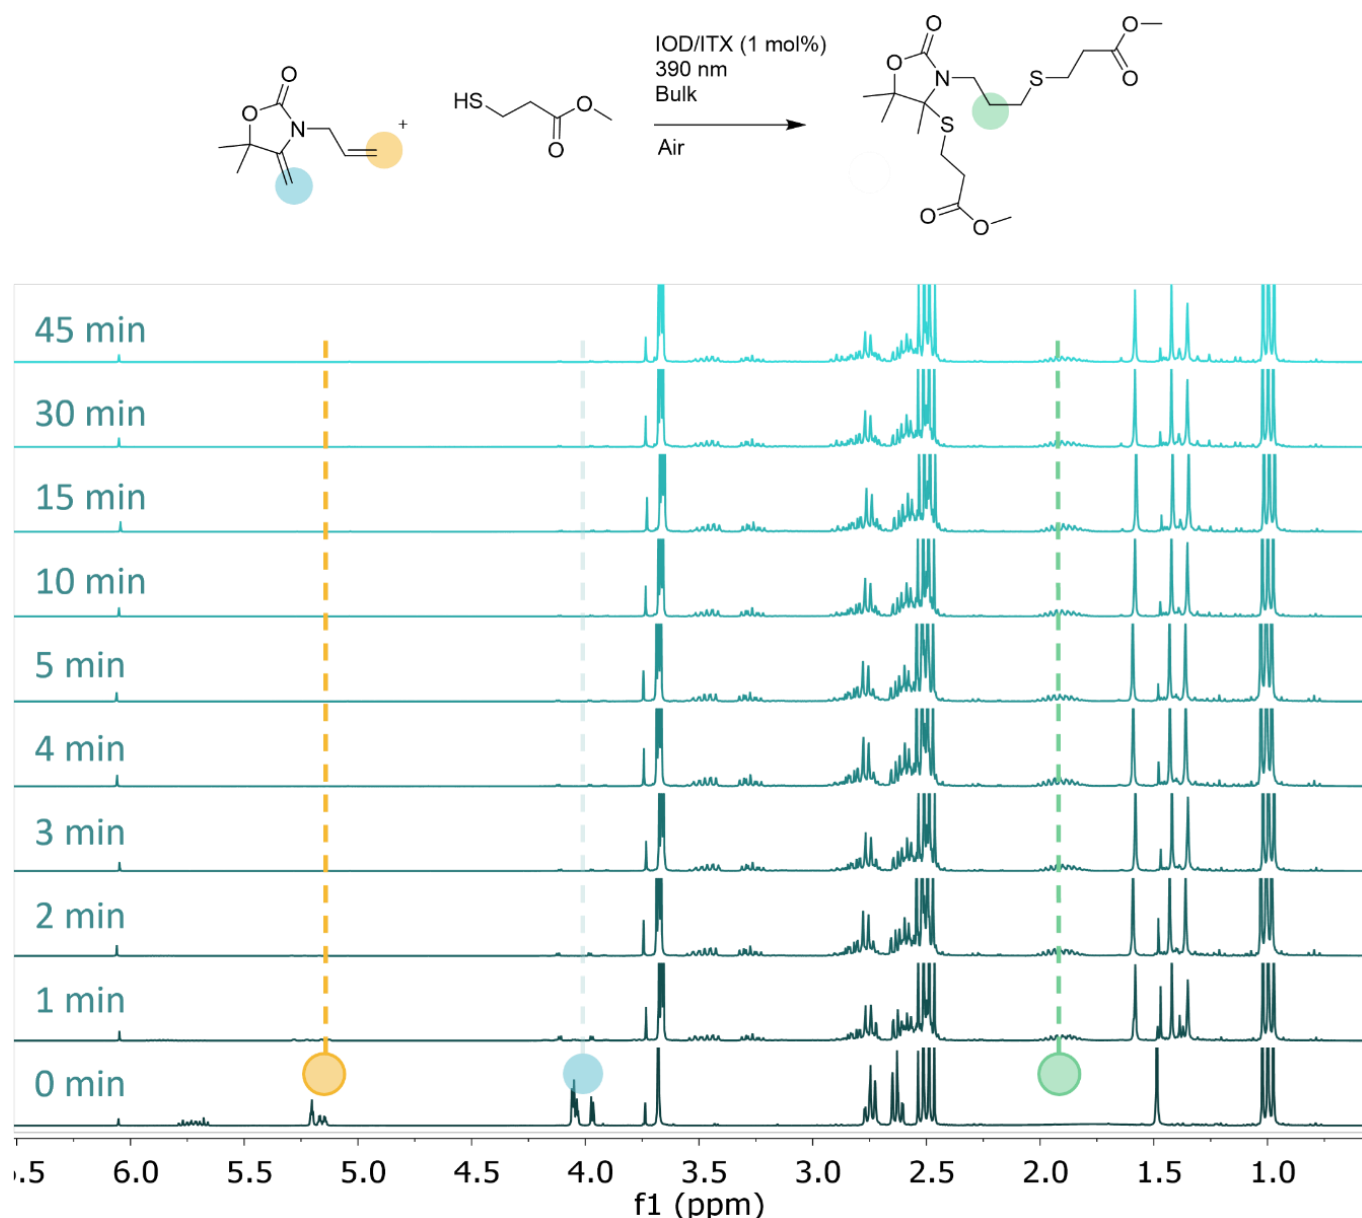 IOD/ITX (1 mol%)
390 nm
Bulk
Air
O
O
N
+
HS
O
O
O
O
N
S
O
O
S
O
O
45 min
30 min
15 min
10 min
5 min
4 min
3 min
2 min
1 min
0 min
.5 6.0 5.5 5.0 4.5 4.0 3.5 3.0 2.5 2.0 1.5 1.0
f1 (ppm)